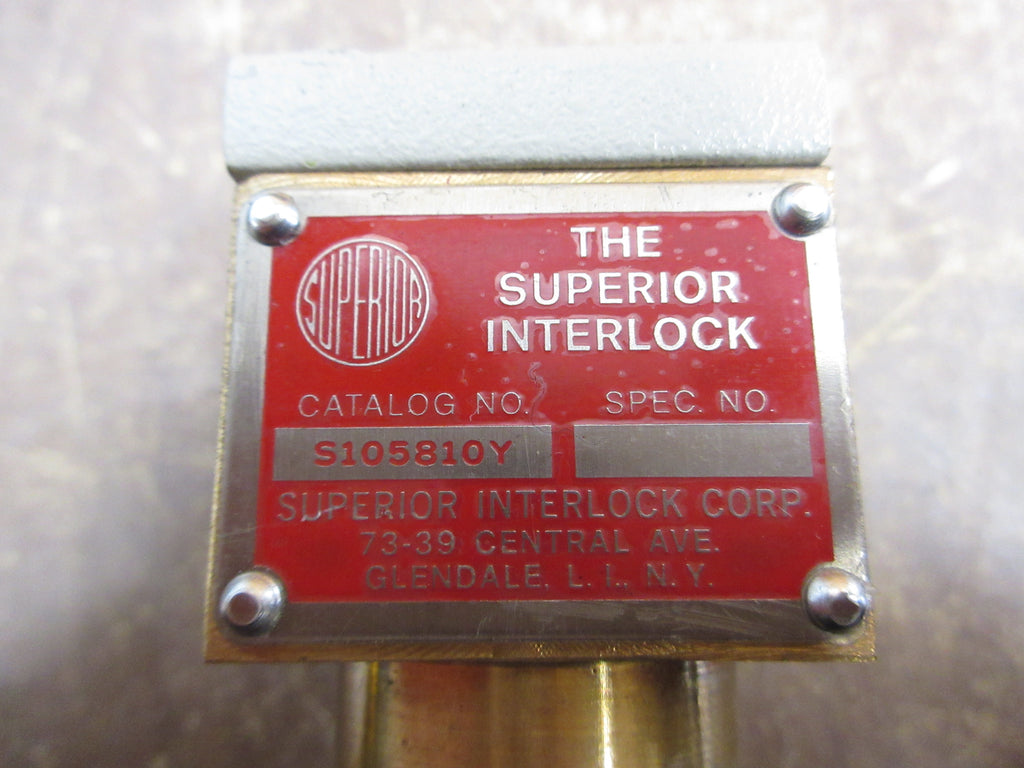 SUPERIOR
THE
SUPERIOR
INTERLOCK
CATALOG NO.
SPEC. NO.
S105810Y
SUPERIOR INTERLOCK CORP.
73-39 CENTRAL AVE.
GLENDALE, L. I., N. Y.